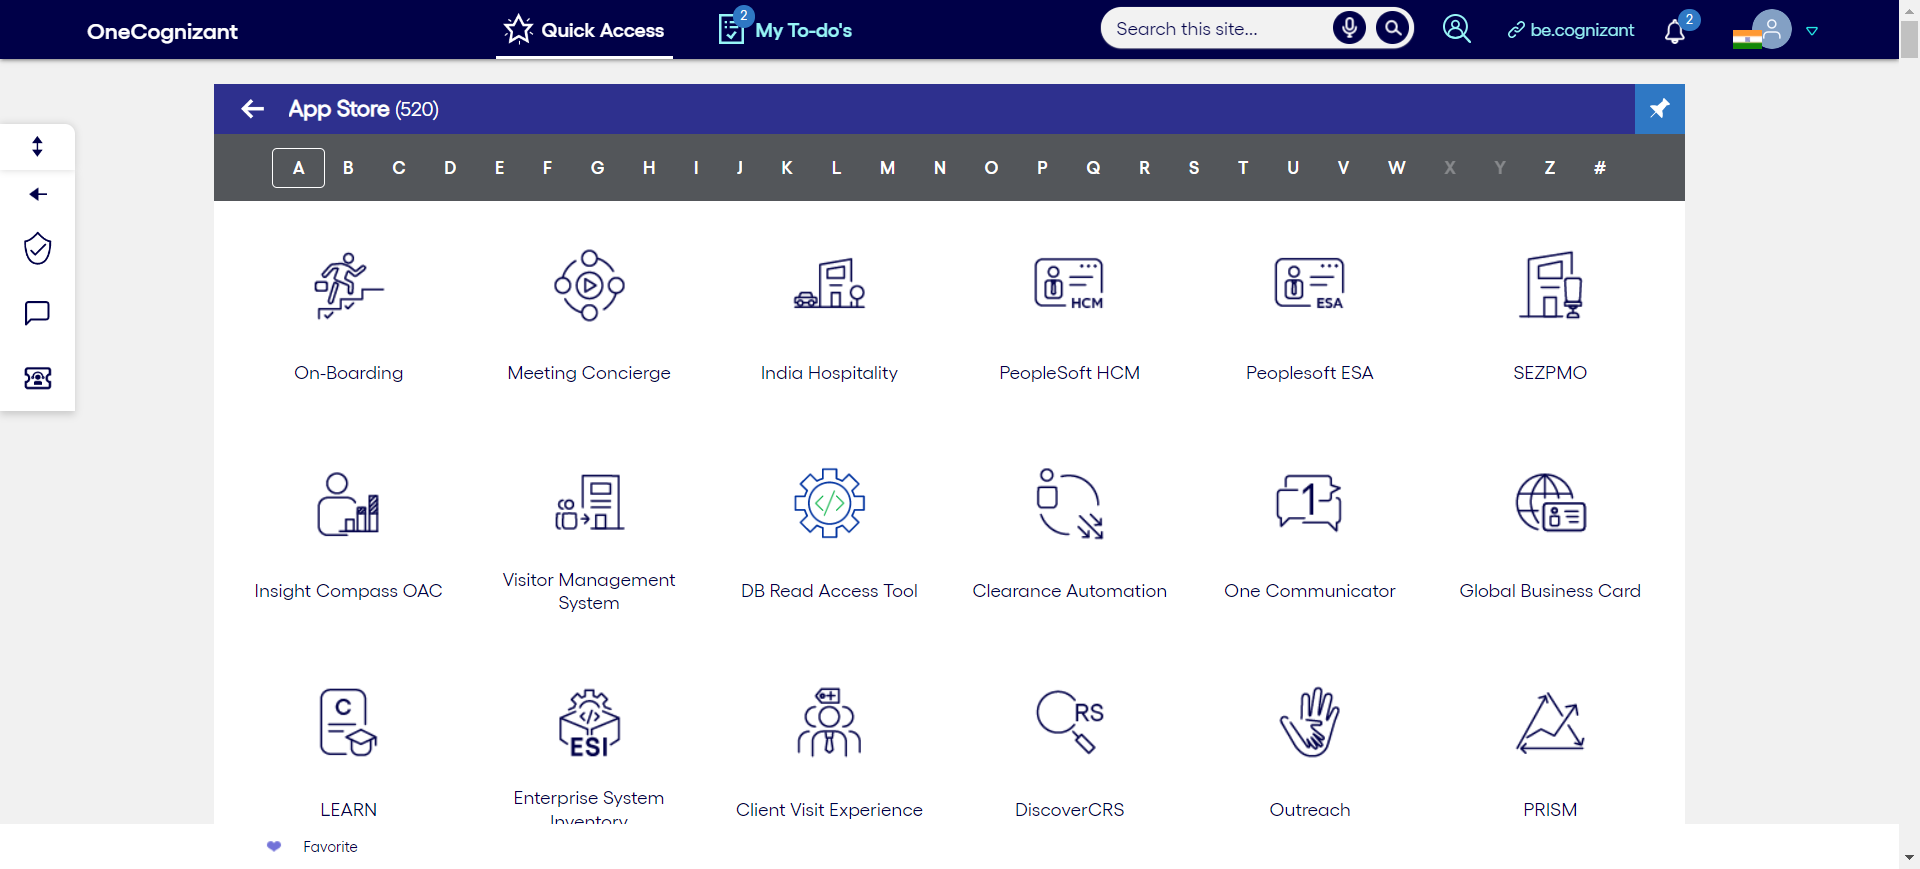 OneCognizant
Quick Access
2
My To-do's
Search this site...
be.cognizant
2
App Store (520)
A B C D E F G H I J K L M N O P Q R S T U V W X Y Z #
HCM
ESA
On-Boarding
Meeting Concierge
India Hospitality
PeopleSoft HCM
Peoplesoft ESA
SEZPMO
1
Insight Compass OAC
Visitor Management
System
DB Read Access Tool
Clearance Automation
One Communicator
Global Business Card
C
ESI
RS
LEARN
Enterprise System
Inventory
Client Visit Experience
DiscoverCRS
Outreach
PRISM
Favorite